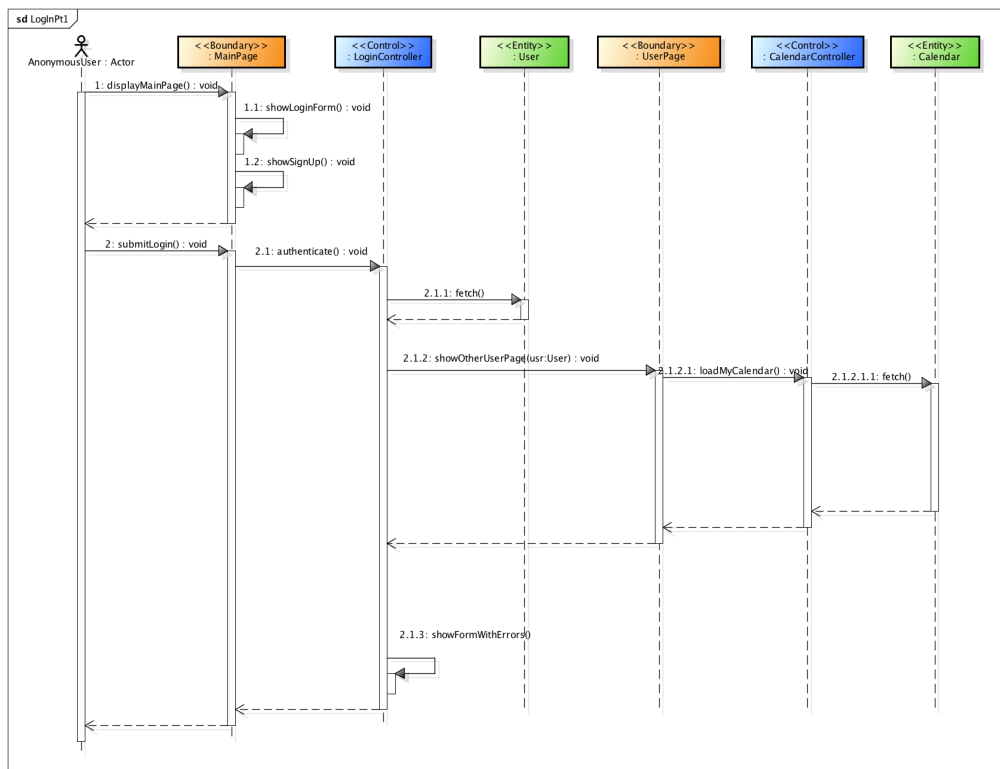 sd LogInPt1
<<Boundary>>
: MainPage
<<Control>>
: LoginController
<<Entity>>
: User
<<Boundary>>
: UserPage
<<Control>>
: CalendarController
<<Entity>>
: Calendar
AnonymousUser : Actor
1: displayMainPage() : void
1.1: showLoginForm() : void
1.2: showSignUp() : void
2: submitLogin() : void
2.1: authenticate() : void
2.1.1: fetch()
2.1.2: showOtherUserPage(usr:User) : void
2.1.2.1: loadMyCalendar() : void
2.1.2.1.1: fetch()
2.1.3: showFormWithErrors()